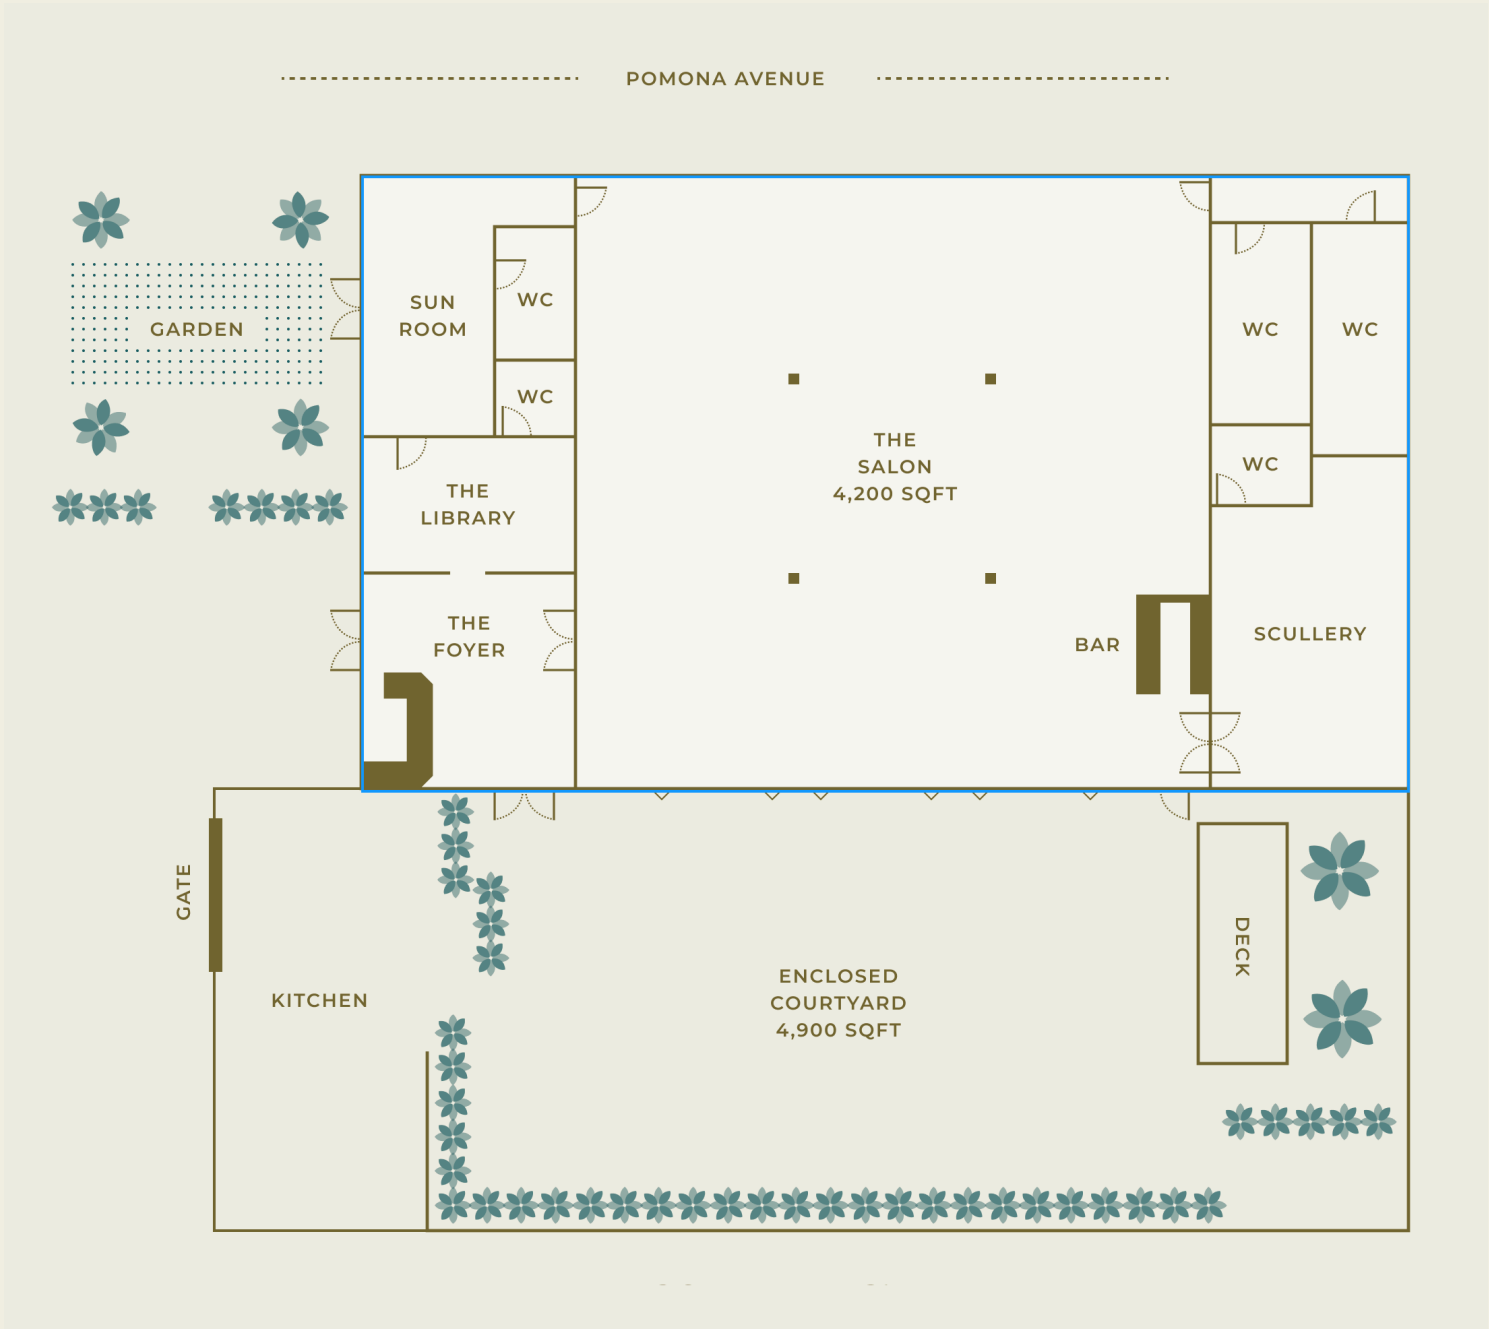 POMONA AVENUE
SUN
ROOM
WC
GARDEN
WC
THE
LIBRARY
THE
FOYER
THE
SALON
4,200 SQFT
BAR
WC
WC
WC
SCULLERY
GATE
KITCHEN
ENCLOSED
COURTYARD
4,900 SQFT
DECK